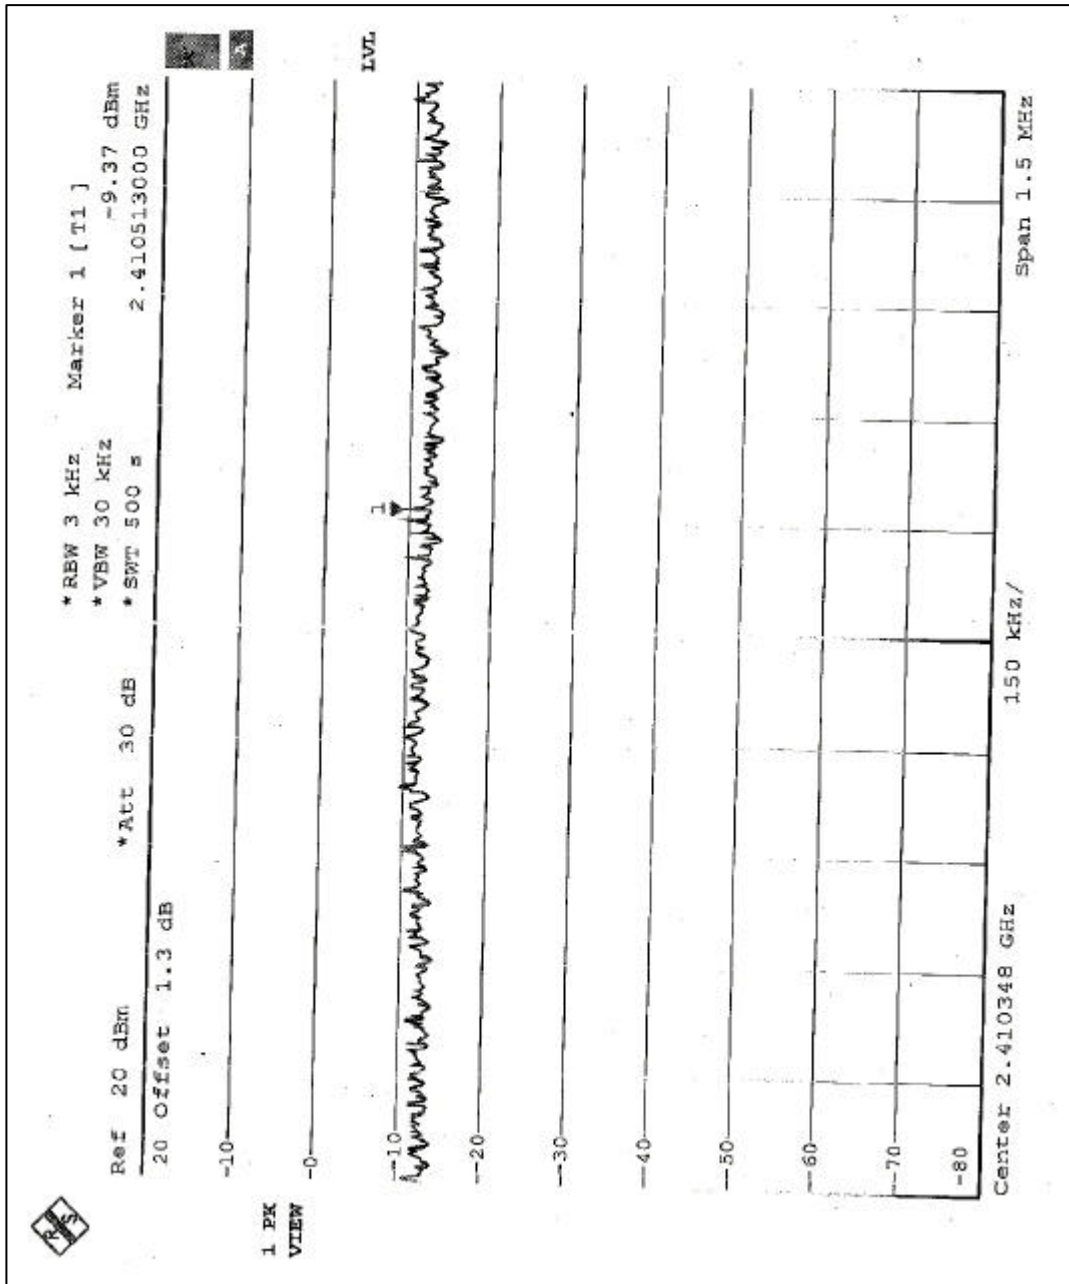 R S
*RBW 3 kHz Marker 1 [T1 ]
*VBW 30 kHz -9.37 dBm
Ref 20 dBm *Att 30 dB *SWT 500 s 2.410513000 GHz
20 Offset 1.3 dB
A
-10
1 PK
VIEW
-0
LVL
1
-10
-20
-30
-40
-50
-60
-70
-80
Center 2.410348 GHz 150 kHz/ Span 1.5 MHz